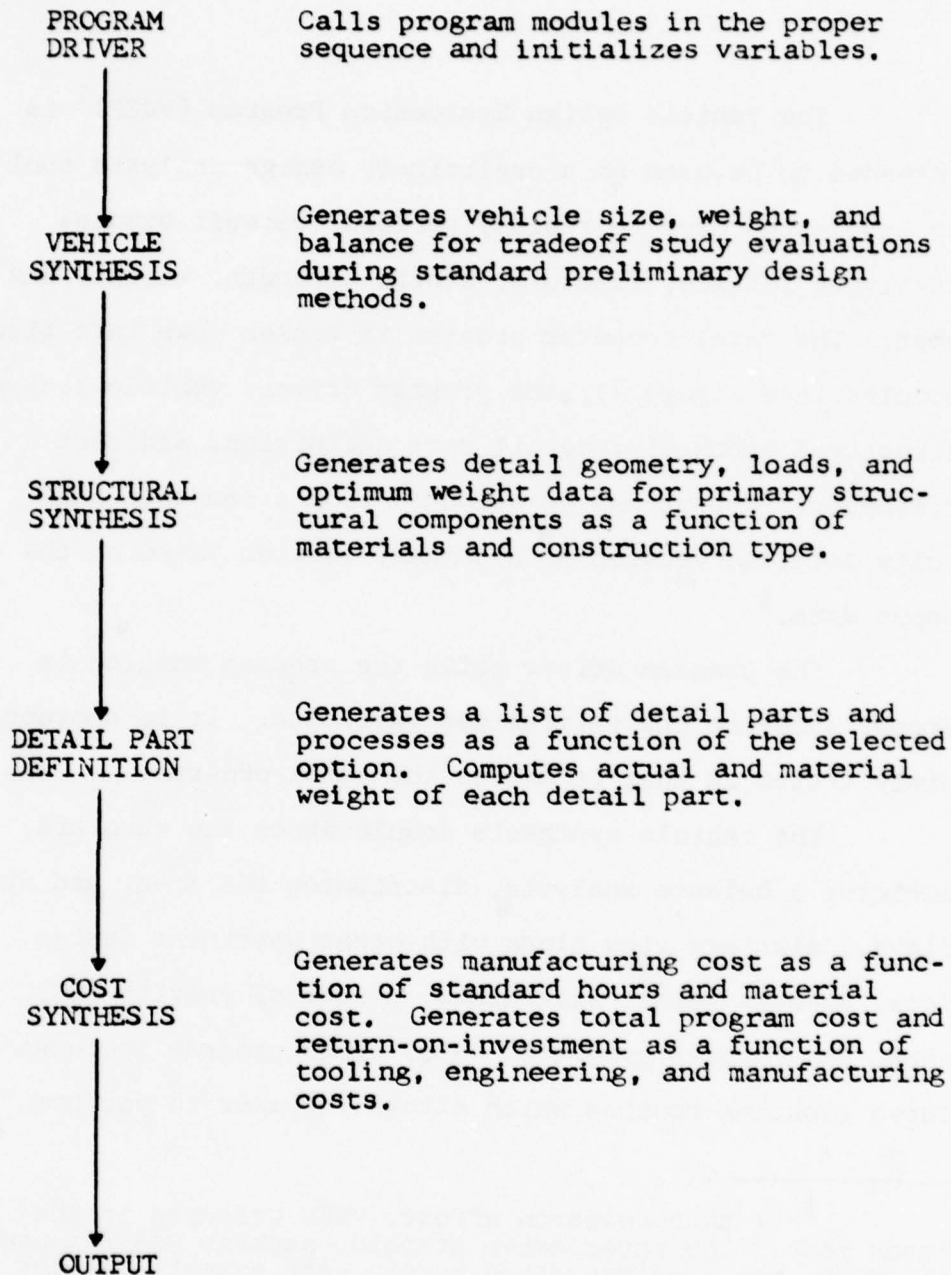 PROGRAM
DRIVER
Calls program modules in the proper
sequence and initializes variables.
VEHICLE
SYNTHESIS
Generates vehicle size, weight, and
balance for tradeoff study evaluations
during standard preliminary design
methods.
STRUCTURAL
SYNTHESIS
Generates detail geometry, loads, and
optimum weight data for primary struc-
tural components as a function of
materials and construction type.
DETAIL PART
DEFINITION
Generates a list of detail parts and
processes as a function of the selected
option. Computes actual and material
weight of each detail part.
COST
SYNTHESIS
Generates manufacturing cost as a func-
tion of standard hours and material
cost. Generates total program cost and
return-on-investment as a function of
tooling, engineering, and manufacturing
costs.
OUTPUT